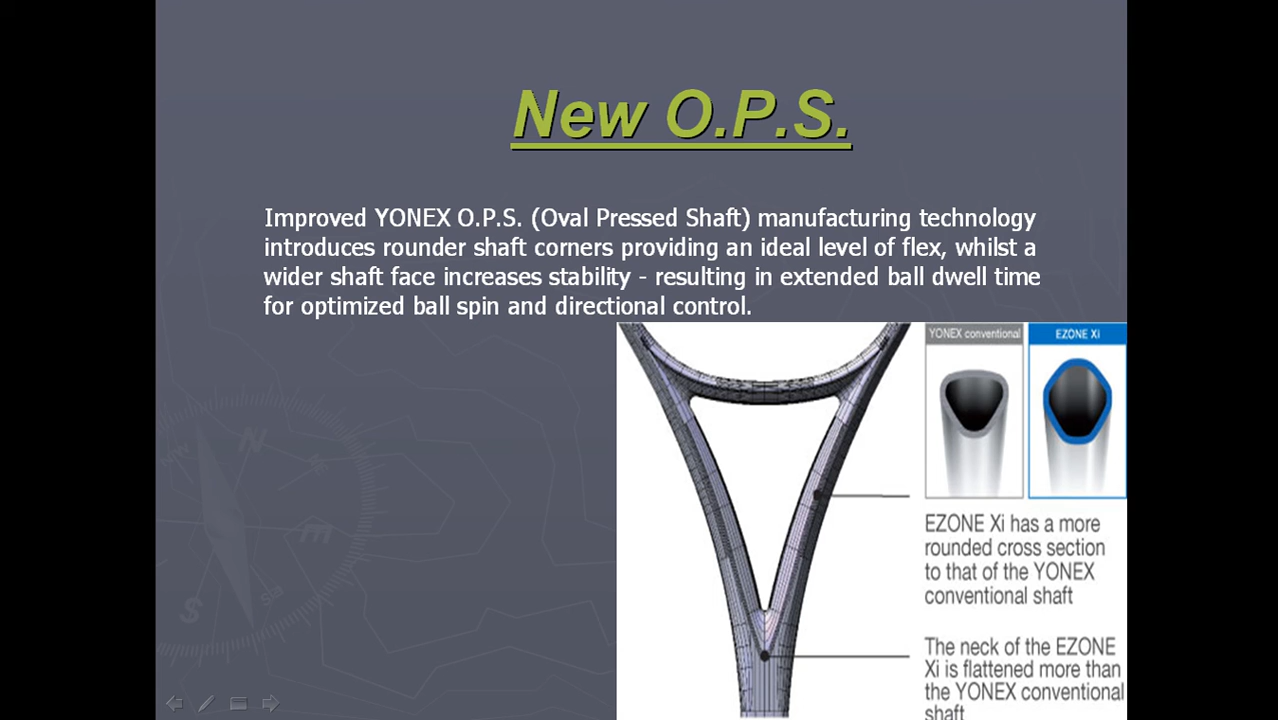 New O.P.S.
Improved YONEX O.P.S. (Oval Pressed Shaft) manufacturing technology
introduces rounder shaft corners providing an ideal level of flex, whilst a
wider shaft face increases stability - resulting in extended ball dwell time
for optimized ball spin and directional control.
YONEX conventional
EZONE Xi
EZONE Xi has a more
rounded cross section
to that of the YONEX
conventional shaft
The neck of the EZONE
Xi is flattened more than
the YONEX conventional
shaft
N
S